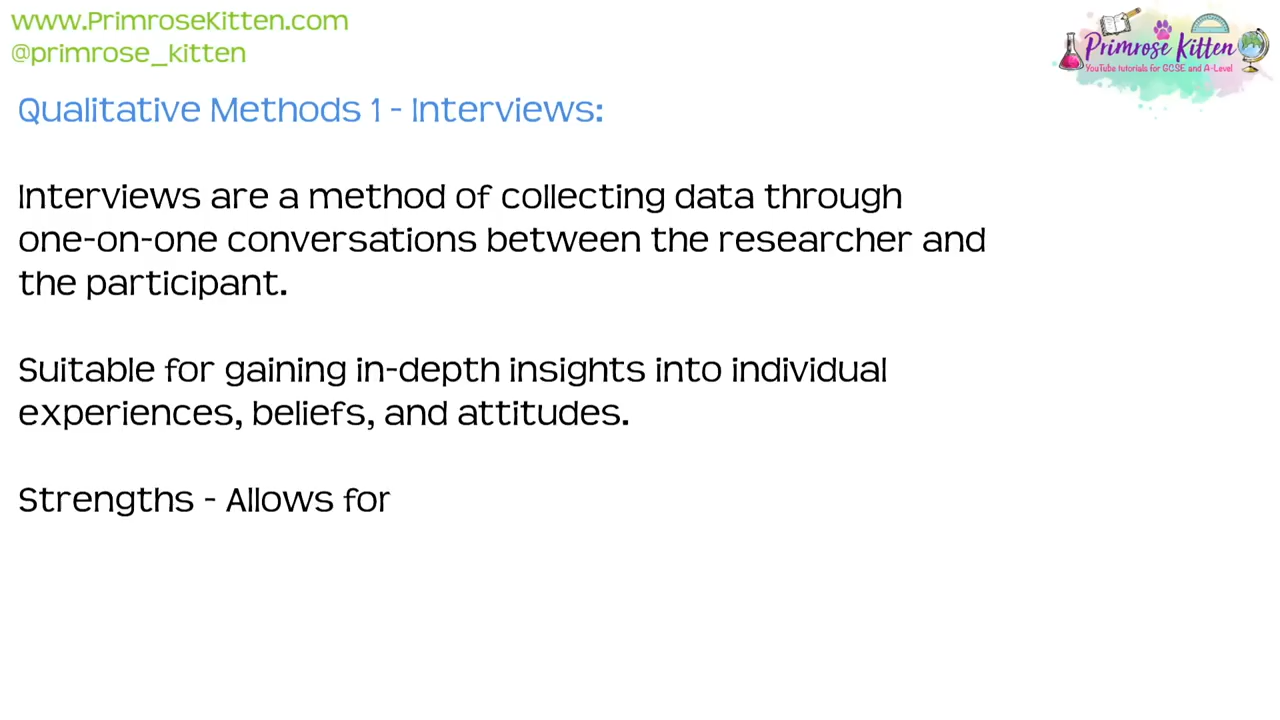 www.PrimroseKitten.com
@primrose_kitten
Primrose Kitten
YouTube tutorials for GCSE and A-Level
Qualitative Methods 1 - Interviews:
Interviews are a method of collecting data through
one-on-one conversations between the researcher and
the participant.
Suitable for gaining in-depth insights into individual
experiences, beliefs, and attitudes.
Strengths - Allows for